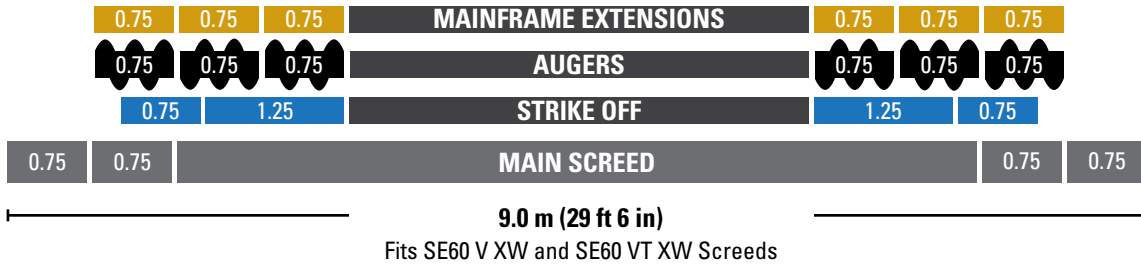 0.75 0.75 0.75 MAINFRAME EXTENSIONS 0.75 0.75 0.75
0.75 0.75 0.75 AUGERS 0.75 0.75 0.75
0.75 1.25 STRIKE OFF 1.25 0.75
0.75 0.75 MAIN SCREED 0.75 0.75
9.0 m (29 ft 6 in)
Fits SE60 V XW and SE60 VT XW Screeds